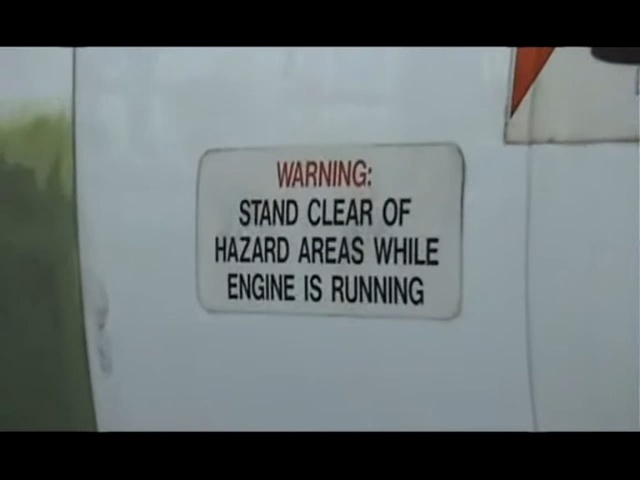 WARNING:
STAND CLEAR OF
HAZARD AREAS WHILE
ENGINE IS RUNNING